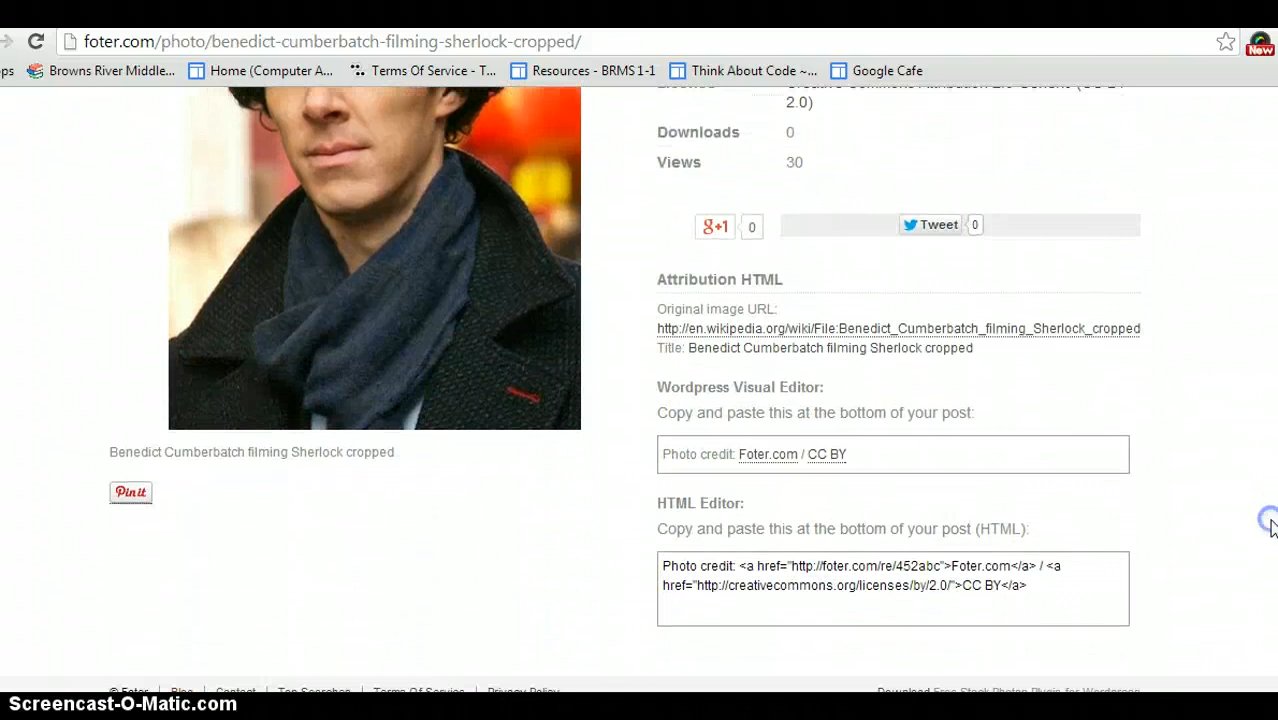 foter.com/photo/benedict-cumberbatch-filming-sherlock-cropped/
New
Browns River Middle... Home (Computer A... Terms Of Service - T... Resources - BRMS 1-1 Think About Code ~... Google Cafe
2.0)
Downloads 0
Views 30
g+1 0 Tweet 0
Attribution HTML
Original image URL:
http://en.wikipedia.org/wiki/File:Benedict_Cumberbatch_filming_Sherlock_cropped
Title: Benedict Cumberbatch filming Sherlock cropped
Wordpress Visual Editor:
Copy and paste this at the bottom of your post:
Photo credit: Foter.com / CC BY
Benedict Cumberbatch filming Sherlock cropped
Pin it
HTML Editor:
Copy and paste this at the bottom of your post (HTML):
Photo credit: <a href="http://foter.com/re/452abc">Foter.com</a> / <a
href="http://creativecommons.org/licenses/by/2.0/">CC BY</a>
Screencast-O-Matic.com